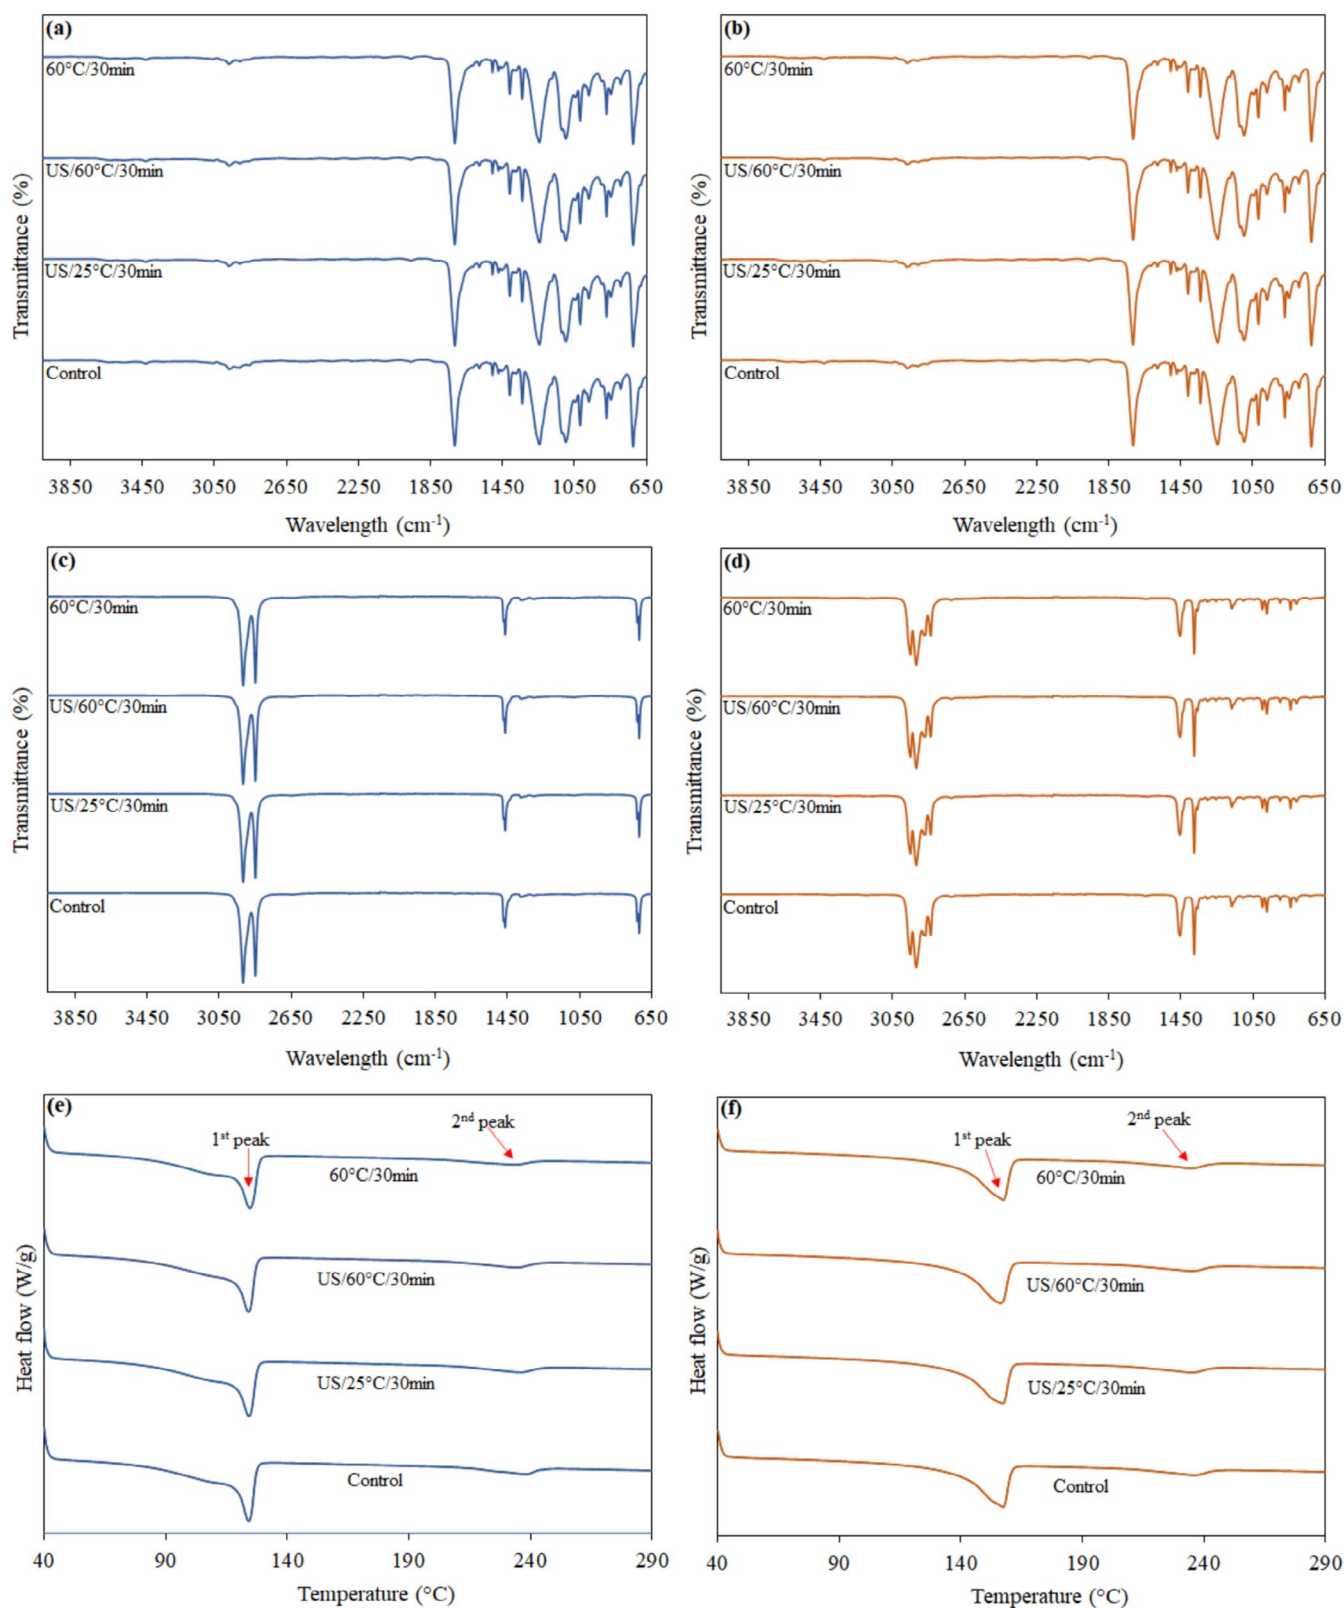 (a)
60°C/30min
US/60°C/30min
US/25°C/30min
Control
Transmittance (%)
3850 3450 3050 2650 2250 1850 1450 1050 650
Wavelength (cm⁻¹)
(b)
60°C/30min
US/60°C/30min
US/25°C/30min
Control
Transmittance (%)
3850 3450 3050 2650 2250 1850 1450 1050 650
Wavelength (cm⁻¹)
(c)
60°C/30min
US/60°C/30min
US/25°C/30min
Control
Transmittance (%)
3850 3450 3050 2650 2250 1850 1450 1050 650
Wavelength (cm⁻¹)
(d)
60°C/30min
US/60°C/30min
US/25°C/30min
Control
Transmittance (%)
3850 3450 3050 2650 2250 1850 1450 1050 650
Wavelength (cm⁻¹)
(e)
1st peak
2nd peak
60°C/30min
US/60°C/30min
US/25°C/30min
Control
Heat flow (W/g)
40 90 140 190 240 290
Temperature (°C)
(f)
1st peak
2nd peak
60°C/30min
US/60°C/30min
US/25°C/30min
Control
Heat flow (W/g)
40 90 140 190 240 290
Temperature (°C)